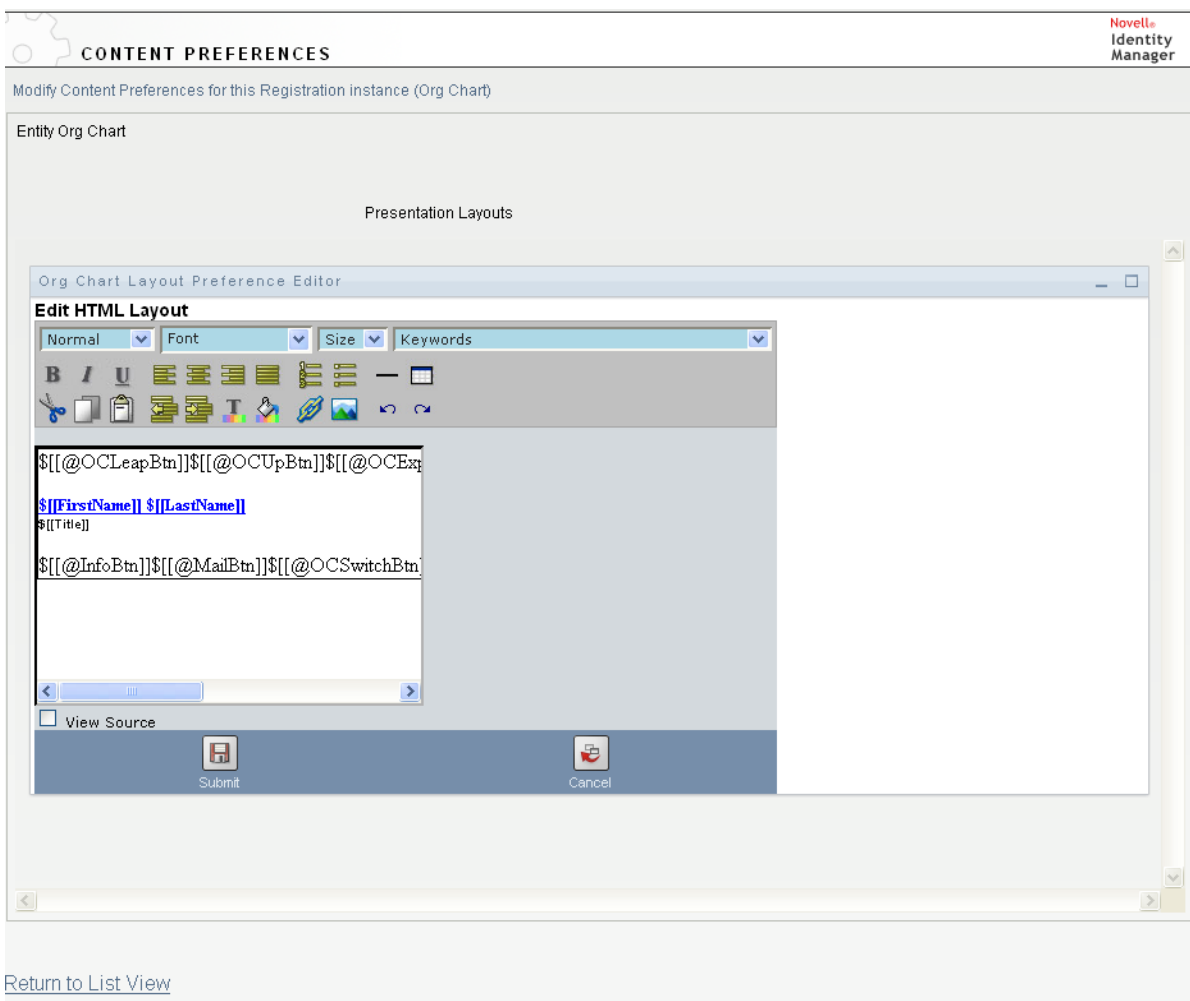 Novell®
Identity
Manager
CONTENT PREFERENCES
Modify Content Preferences for this Registration instance (Org Chart)
Entity Org Chart
Presentation Layouts
Org Chart Layout Preference Editor
Edit HTML Layout
Normal Font Size Keywords
B I U
T
$[[@OCLeapBtn]]$[[@OCUpBtn]]$[[@OCExp
$[[FirstName]] $[[LastName]]
$[[Title]]
$[[@InfoBtn]]$[[@MailBtn]]$[[@OCSwitchBtn]
View Source
Submit Cancel
Return to List View